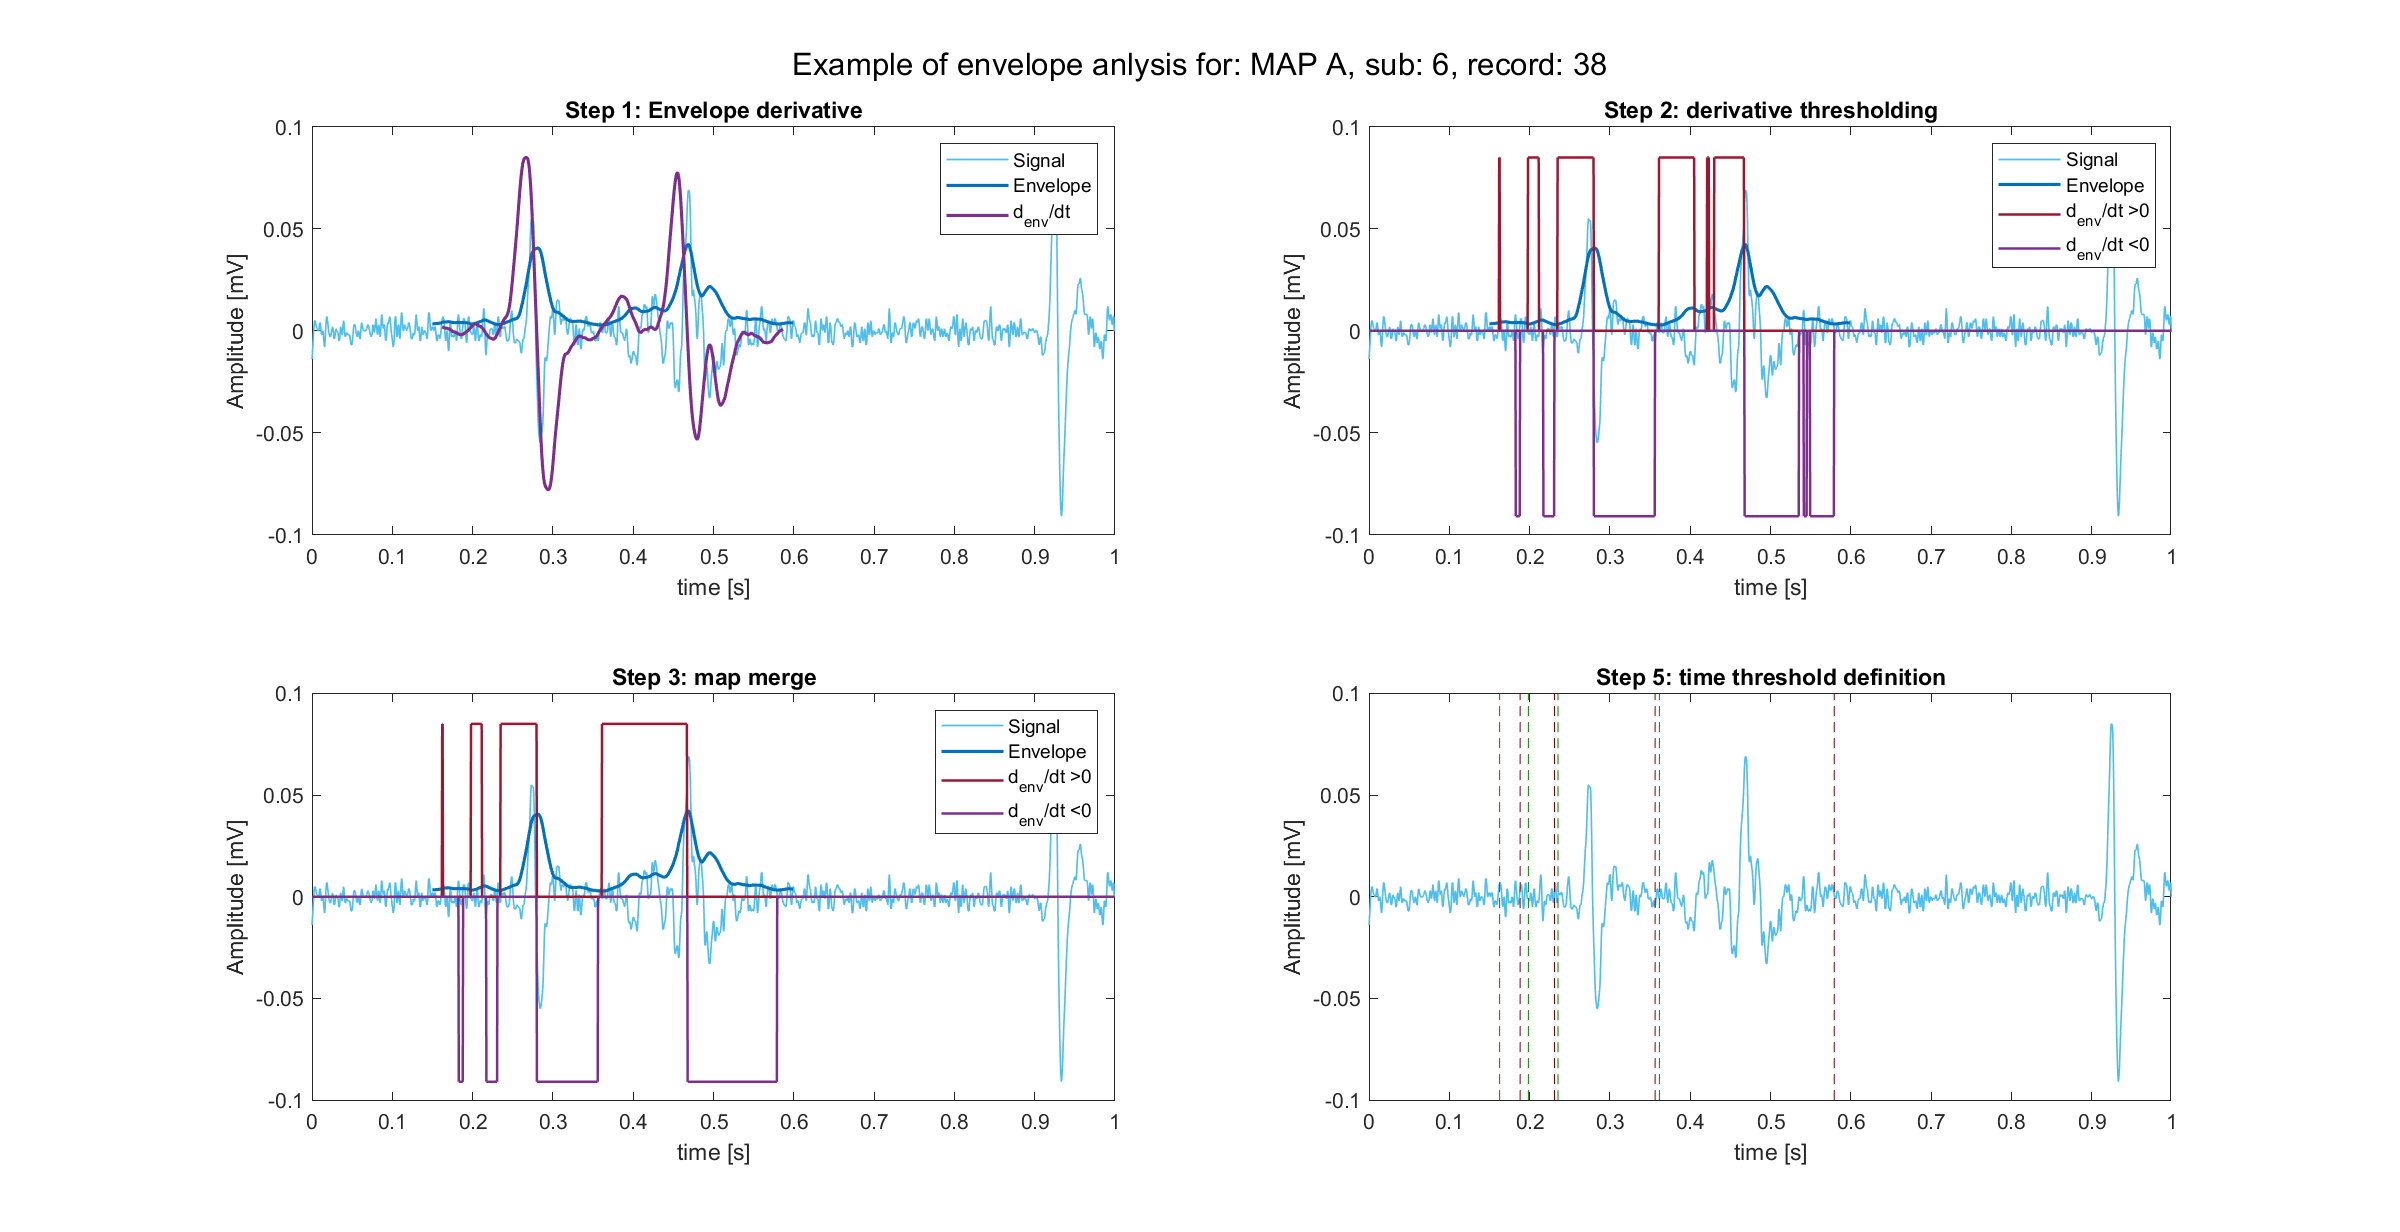 Example of envelope anlysis for: MAP A, sub: 6, record: 38
Step 1: Envelope derivative
0.1
0.05
0
-0.05
-0.1
Amplitude [mV]
0 0.1 0.2 0.3 0.4 0.5 0.6 0.7 0.8 0.9 1
time [s]
Signal
Envelope
d_env/dt
Step 2: derivative thresholding
0.1
0.05
0
-0.05
-0.1
Amplitude [mV]
0 0.1 0.2 0.3 0.4 0.5 0.6 0.7 0.8 0.9 1
time [s]
Signal
Envelope
d_env/dt >0
d_env/dt <0
Step 3: map merge
0.1
0.05
0
-0.05
-0.1
Amplitude [mV]
0 0.1 0.2 0.3 0.4 0.5 0.6 0.7 0.8 0.9 1
time [s]
Signal
Envelope
d_env/dt >0
d_env/dt <0
Step 5: time threshold definition
0.1
0.05
0
-0.05
-0.1
Amplitude [mV]
0 0.1 0.2 0.3 0.4 0.5 0.6 0.7 0.8 0.9 1
time [s]